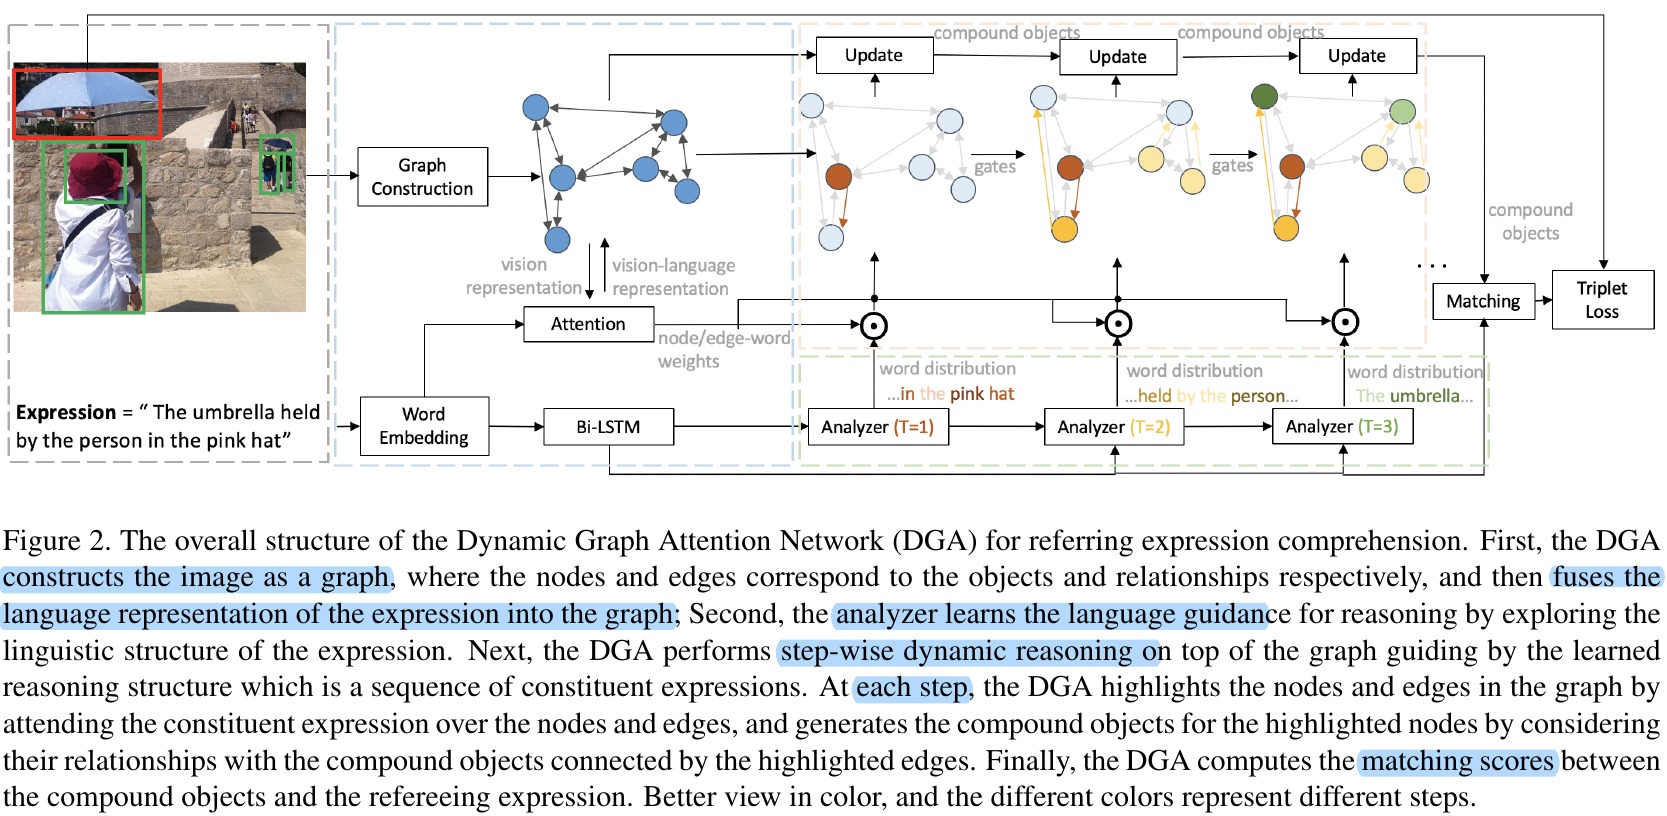 compound objects
compound objects
Update
Update
Update
Graph
Construction
gates
gates
compound
objects
vision
representation
vision-language
representation
...
Attention
Matching
Triplet
Loss
node/edge-word
weights
word distribution
...in the pink hat
word distribution
...held by the person...
word distribution
The umbrella...
Expression = “ The umbrella held
by the person in the pink hat”
Word
Embedding
Bi-LSTM
Analyzer (T=1)
Analyzer (T=2)
Analyzer (T=3)
Figure 2. The overall structure of the Dynamic Graph Attention Network (DGA) for referring expression comprehension. First, the DGA
constructs the image as a graph, where the nodes and edges correspond to the objects and relationships respectively, and then fuses the
language representation of the expression into the graph; Second, the analyzer learns the language guidance for reasoning by exploring the
linguistic structure of the expression. Next, the DGA performs step-wise dynamic reasoning on top of the graph guiding by the learned
reasoning structure which is a sequence of constituent expressions. At each step, the DGA highlights the nodes and edges in the graph by
attending the constituent expression over the nodes and edges, and generates the compound objects for the highlighted nodes by considering
their relationships with the compound objects connected by the highlighted edges. Finally, the DGA computes the matching scores between
the compound objects and the refereeing expression. Better view in color, and the different colors represent different steps.